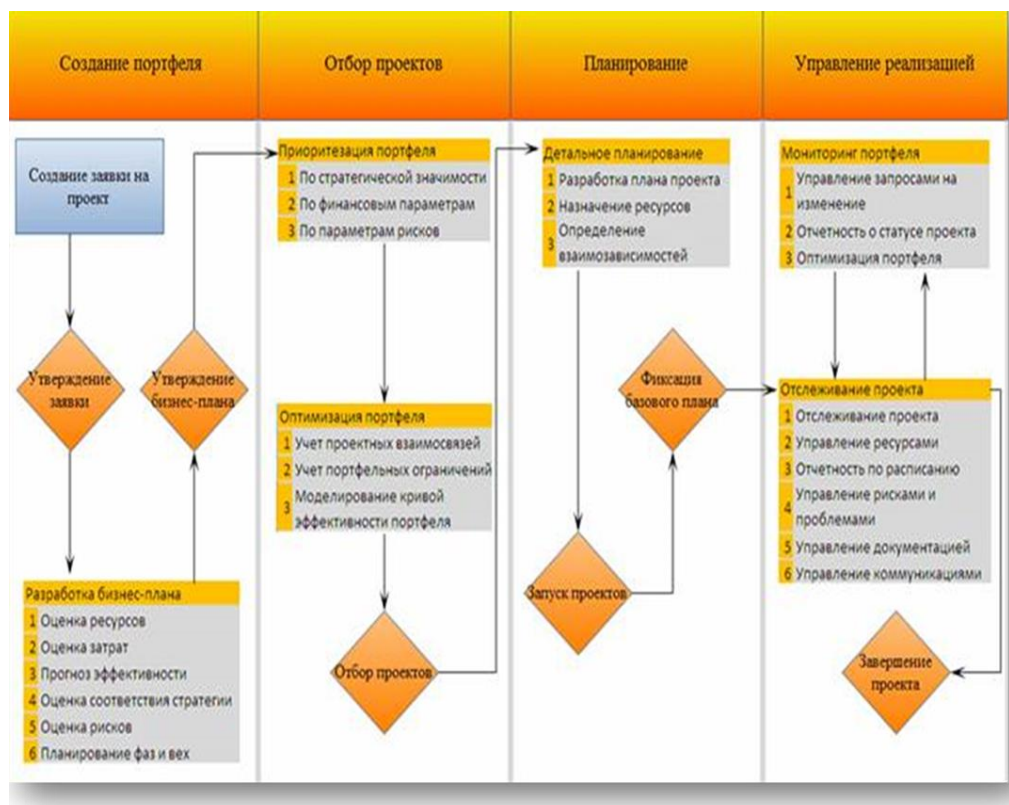 Создание портфеля
Отбор проектов
Планирование
Управление реализацией
Создание заявки на
проект
Утверждение
заявки
Утверждение
бизнес-плана
Разработка бизнес-плана
1 Оценка ресурсов
2 Оценка затрат
3 Прогноз эффективности
4 Оценка соответствия стратегии
5 Оценка рисков
6 Планирование фаз и вех
Приоритезация портфеля
1 По стратегической значимости
2 По финансовым параметрам
3 По параметрам рисков
Оптимизация портфеля
1 Учет проектных взаимосвязей
2 Учет портфельных ограничений
3 Моделирование кривой
эффективности портфеля
Отбор проектов
Детальное планирование
1 Разработка плана проекта
2 Назначение ресурсов
3 Определение
взаимозависимостей
Запуск проектов
Фиксация
базового плана
Мониторинг портфеля
1 Управление запросами на
изменение
2 Отчетность о статусе проекта
3 Оптимизация портфеля
Отслеживание проекта
1 Отслеживание проекта
2 Управление ресурсами
3 Отчетность по расписанию
4 Управление рисками и
проблемами
5 Управление документацией
6 Управление коммуникациями
Завершение
проекта